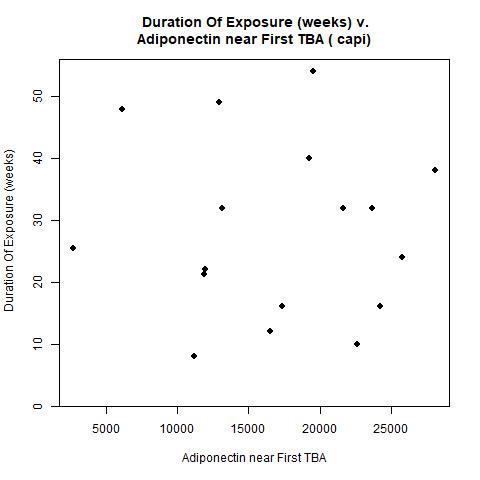 Duration Of Exposure (weeks) v.
Adiponectin near First TBA ( capi)
Duration Of Exposure (weeks)
50
40
30
20
10
0
5000 10000 15000 20000 25000
Adiponectin near First TBA